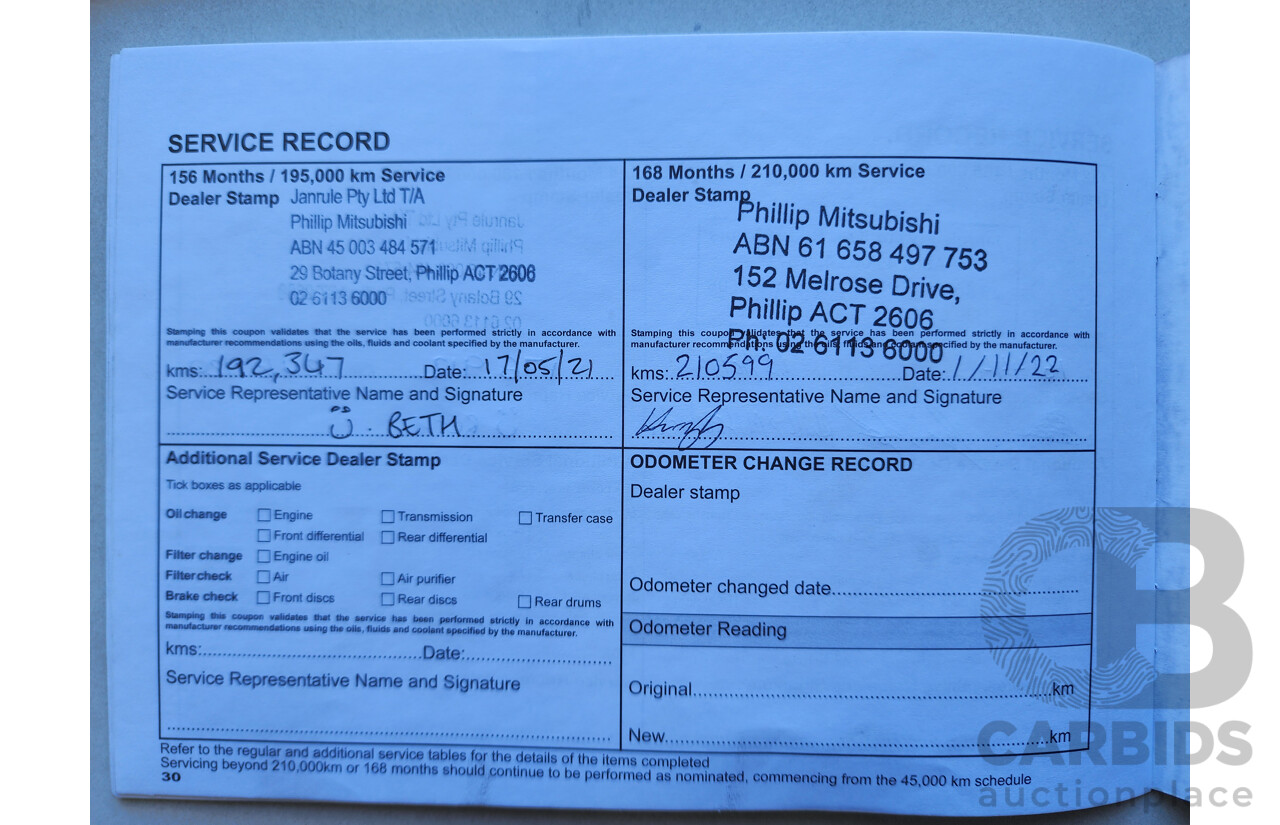 SERVICE RECORD
156 Months / 195,000 km Service
Dealer Stamp Janrule Pty Ltd T/A
Phillip Mitsubishi
ABN 45 003 484 571
29 Botany Street, Phillip ACT 2606
02 6113 6000
Stamping this coupon validates that the service has been performed strictly in accordance with
manufacturer recommendations using the oils, fluids and coolant specified by the manufacturer.
kms: 192,347 Date: 17/05/21
Service Representative Name and Signature
J. BETH
168 Months / 210,000 km Service
Dealer Stamp
Phillip Mitsubishi
ABN 61 658 497 753
152 Melrose Drive,
Phillip ACT 2606
Ph: 02 6113 6000
Stamping this coupon validates that the service has been performed strictly in accordance with
manufacturer recommendations using the oils, fluids and coolant specified by the manufacturer.
kms: 210599 Date: 1/11/22
Service Representative Name and Signature
Additional Service Dealer Stamp
Tick boxes as applicable
Oil change Engine Transmission Transfer case
Front differential Rear differential
Filter change Engine oil
Filter check Air Air purifier
Brake check Front discs Rear discs Rear drums
Stamping this coupon validates that the service has been performed strictly in accordance with
manufacturer recommendations using the oils, fluids and coolant specified by the manufacturer.
kms: Date:
Service Representative Name and Signature
ODOMETER CHANGE RECORD
Dealer stamp
Odometer changed date
Odometer Reading
Original km
New km
Refer to the regular and additional service tables for the details of the items completed
Servicing beyond 210,000km or 168 months should continue to be performed as nominated, commencing from the 45,000 km schedule
30
CB
CARBIDS
auctionplace